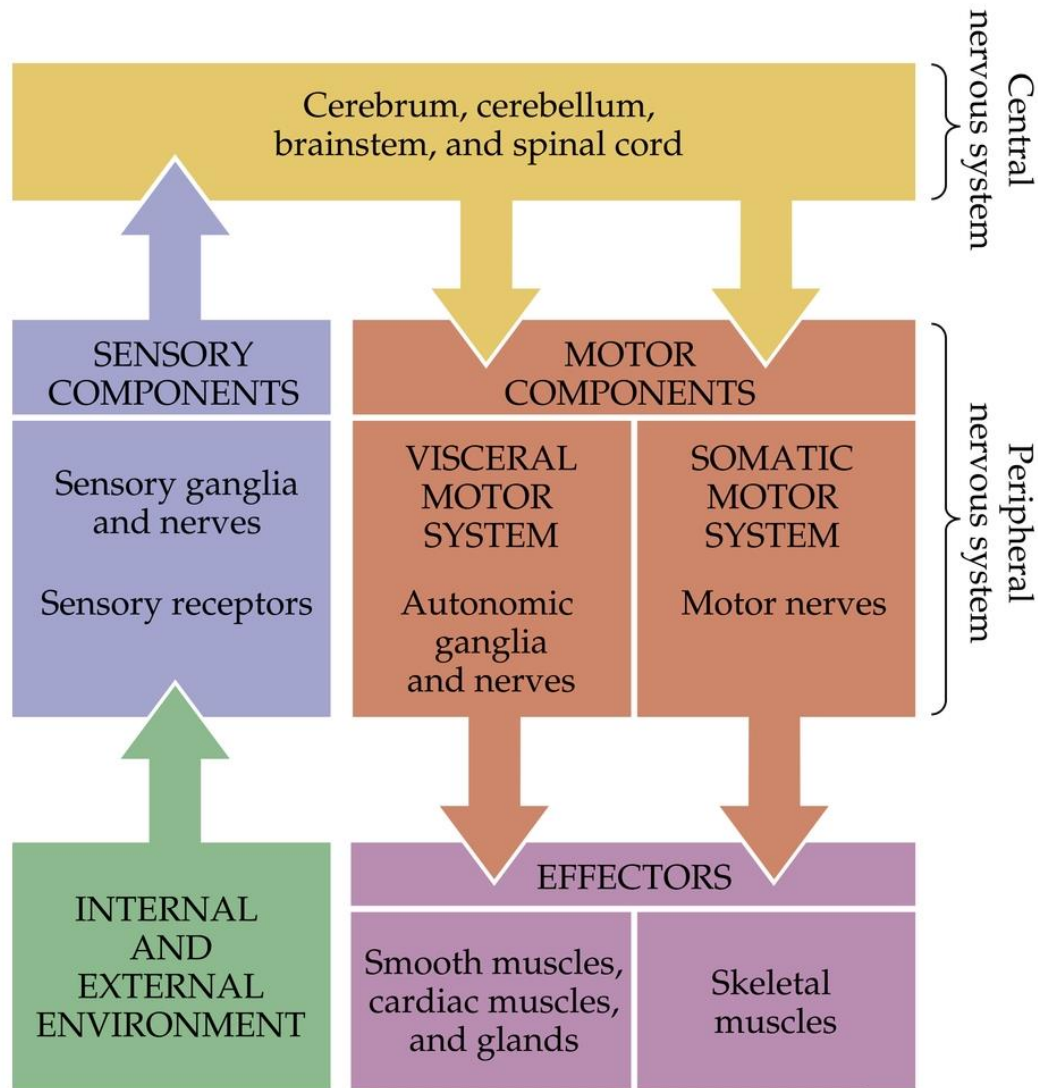 Cerebrum, cerebellum,
brainstem, and spinal cord
Central
nervous system
SENSORY
COMPONENTS
Sensory ganglia
and nerves
Sensory receptors
MOTOR
COMPONENTS
VISCERAL
MOTOR
SYSTEM
Autonomic
ganglia
and nerves
SOMATIC
MOTOR
SYSTEM
Motor nerves
Peripheral
nervous system
INTERNAL
AND
EXTERNAL
ENVIRONMENT
EFFECTORS
Smooth muscles,
cardiac muscles,
and glands
Skeletal
muscles